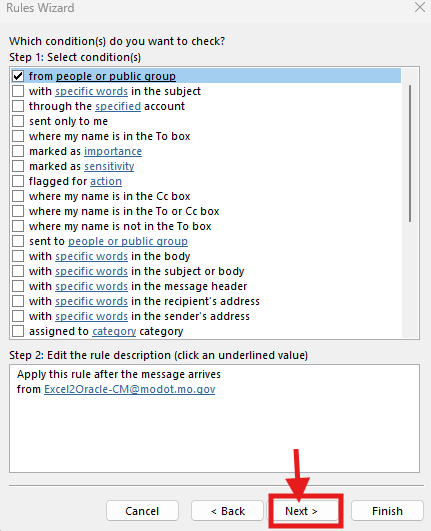 Rules Wizard
Which condition(s) do you want to check?
Step 1: Select condition(s)
from people or public group
with specific words in the subject
through the specified account
sent only to me
where my name is in the To box
marked as importance
marked as sensitivity
flagged for action
where my name is in the Cc box
where my name is in the To or Cc box
where my name is not in the To box
sent to people or public group
with specific words in the body
with specific words in the subject or body
with specific words in the message header
with specific words in the recipient's address
with specific words in the sender's address
assigned to category category
Step 2: Edit the rule description (click an underlined value)
Apply this rule after the message arrives
from Excel2Oracle-CM@modot.mo.gov
Cancel < Back Next > Finish